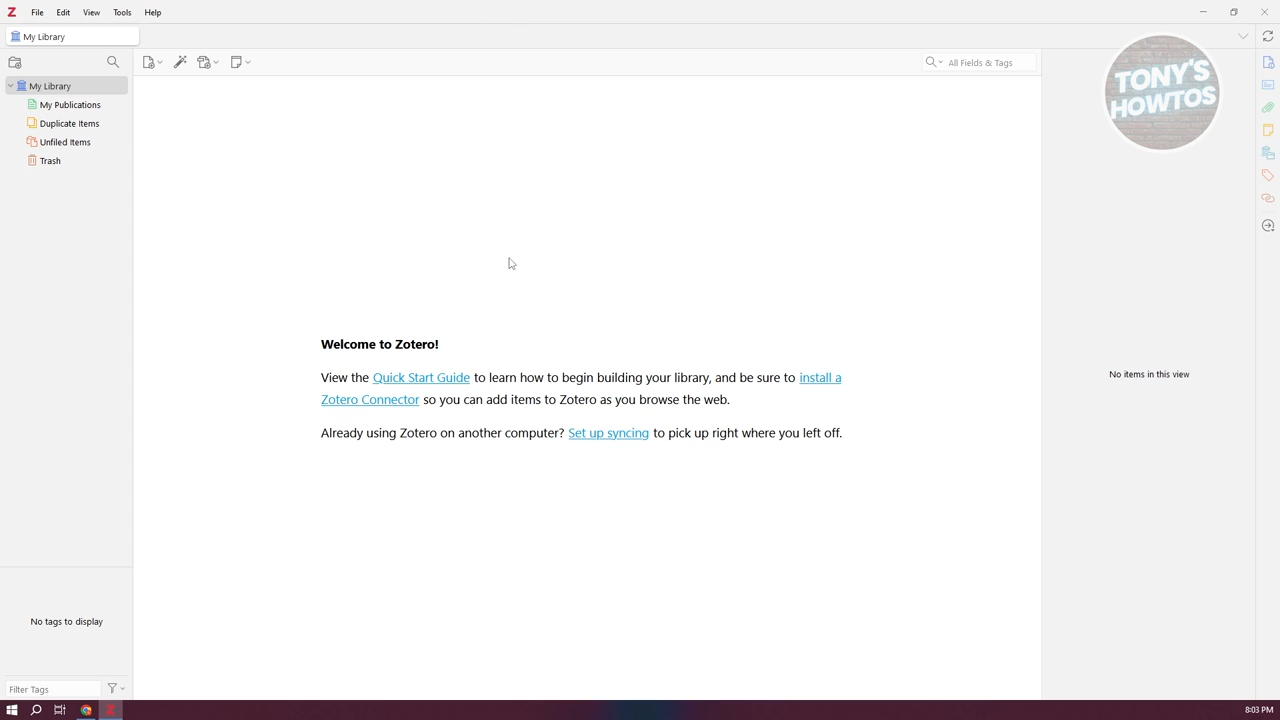 Z File Edit View Tools Help
My Library
All Fields & Tags
TONY'S
HOWTOS
My Library
My Publications
Duplicate Items
Unfiled Items
Trash
Welcome to Zotero!
View the Quick Start Guide to learn how to begin building your library, and be sure to install a
Zotero Connector so you can add items to Zotero as you browse the web.
Already using Zotero on another computer? Set up syncing to pick up right where you left off.
No items in this view
No tags to display
Filter Tags
8:03 PM